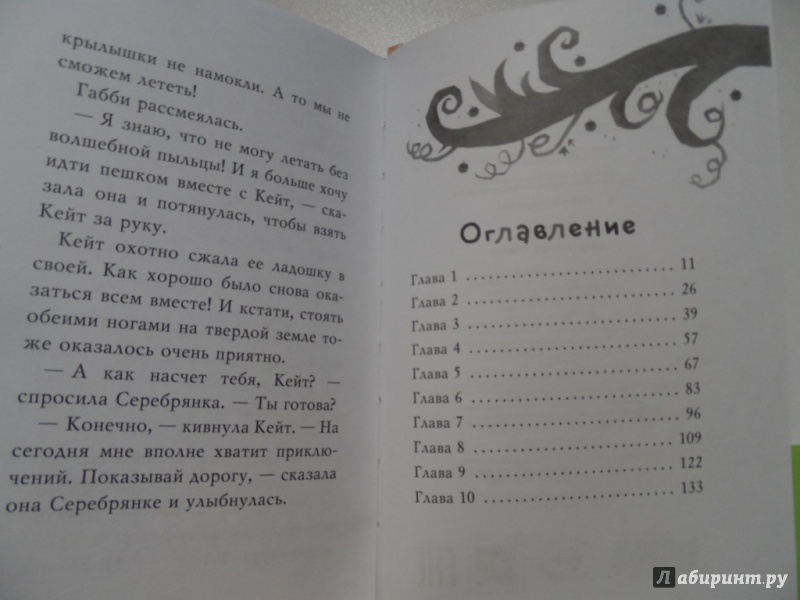 крылышки не намокли. А то мы не
сможем лететь!
Габби рассмеялась.
— Я знаю, что не могу летать без
волшебной пыльцы! И я больше хочу
идти пешком вместе с Кейт, — ска-
зала она и потянулась, чтобы взять
Кейт за руку.
Кейт охотно сжала ее ладошку в
своей. Как хорошо было снова ока-
заться всем вместе! И кстати, стоять
обеими ногами на твердой земле то-
же оказалось очень приятно.
— А как насчет тебя, Кейт? —
спросила Серебрянка. — Ты готова?
— Конечно, — кивнула Кейт. — На
сегодня мне вполне хватит приклю-
чений. Показывай дорогу, — сказала
она Серебрянке и улыбнулась.
Оглавление
Глава 1 .......... 11
Глава 2 .......... 26
Глава 3 .......... 39
Глава 4 .......... 57
Глава 5 .......... 67
Глава 6 .......... 83
Глава 7 .......... 96
Глава 8 .......... 109
Глава 9 .......... 122
Глава 10 .......... 133
Лабиринт.ру